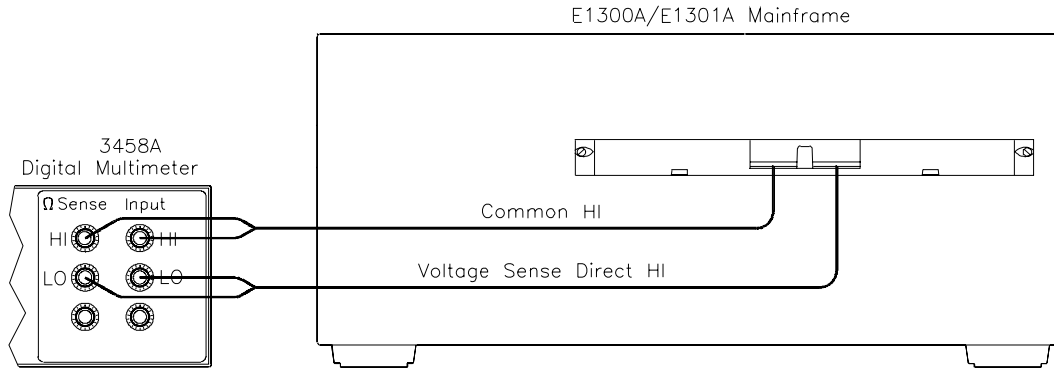 E1300A/E1301A Mainframe
3458A
Digital Multimeter
Ω Sense Input
HI HI
LO LO
Common HI
Voltage Sense Direct HI